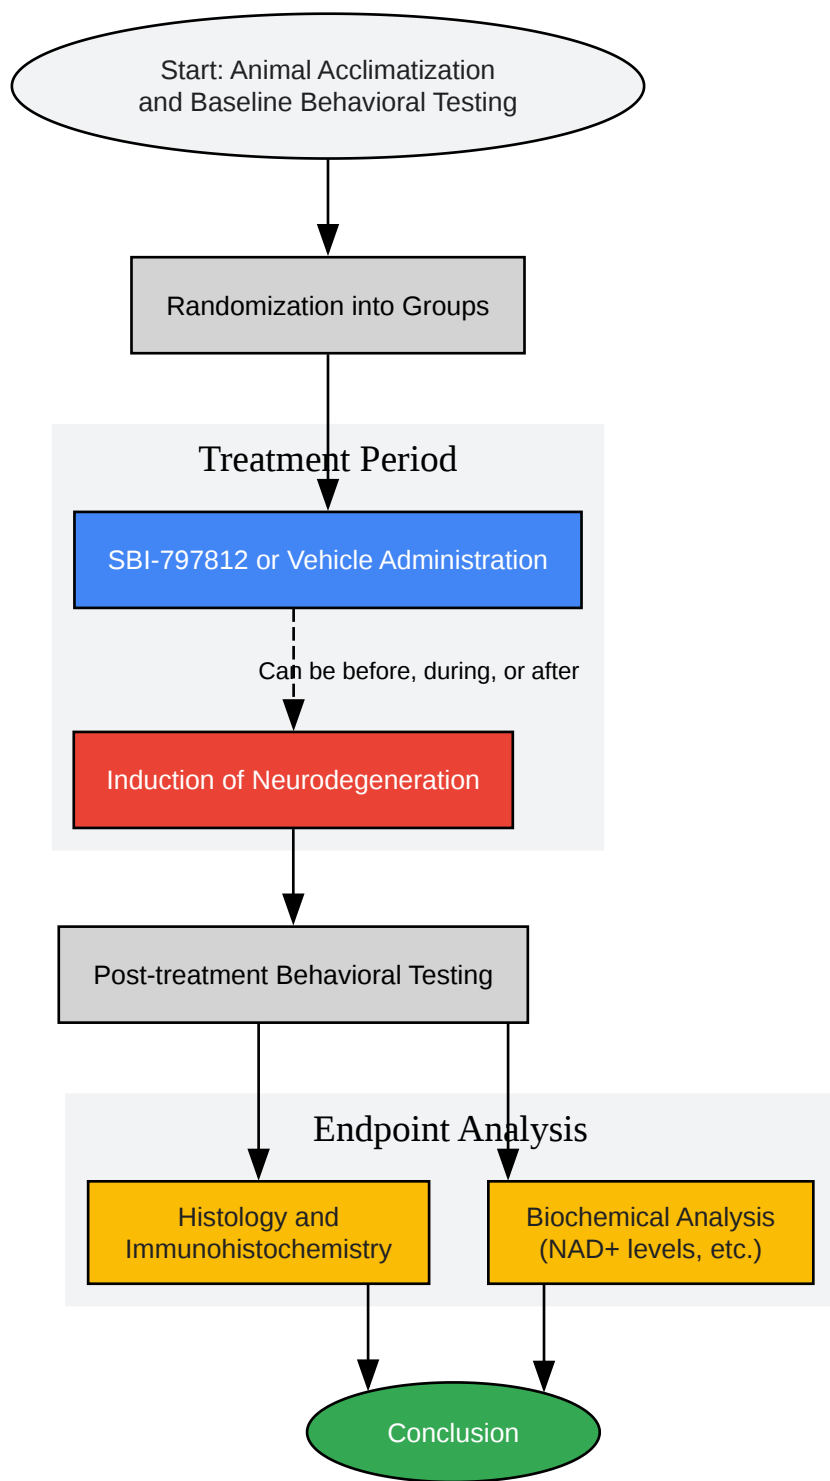 Start: Animal Acclimatization
and Baseline Behavioral Testing
Randomization into Groups
Treatment Period
SBI-797812 or Vehicle Administration
Can be before, during, or after
Induction of Neurodegeneration
Post-treatment Behavioral Testing
Endpoint Analysis
Histology and
Immunohistochemistry
Biochemical Analysis
(NAD+ levels, etc.)
Conclusion